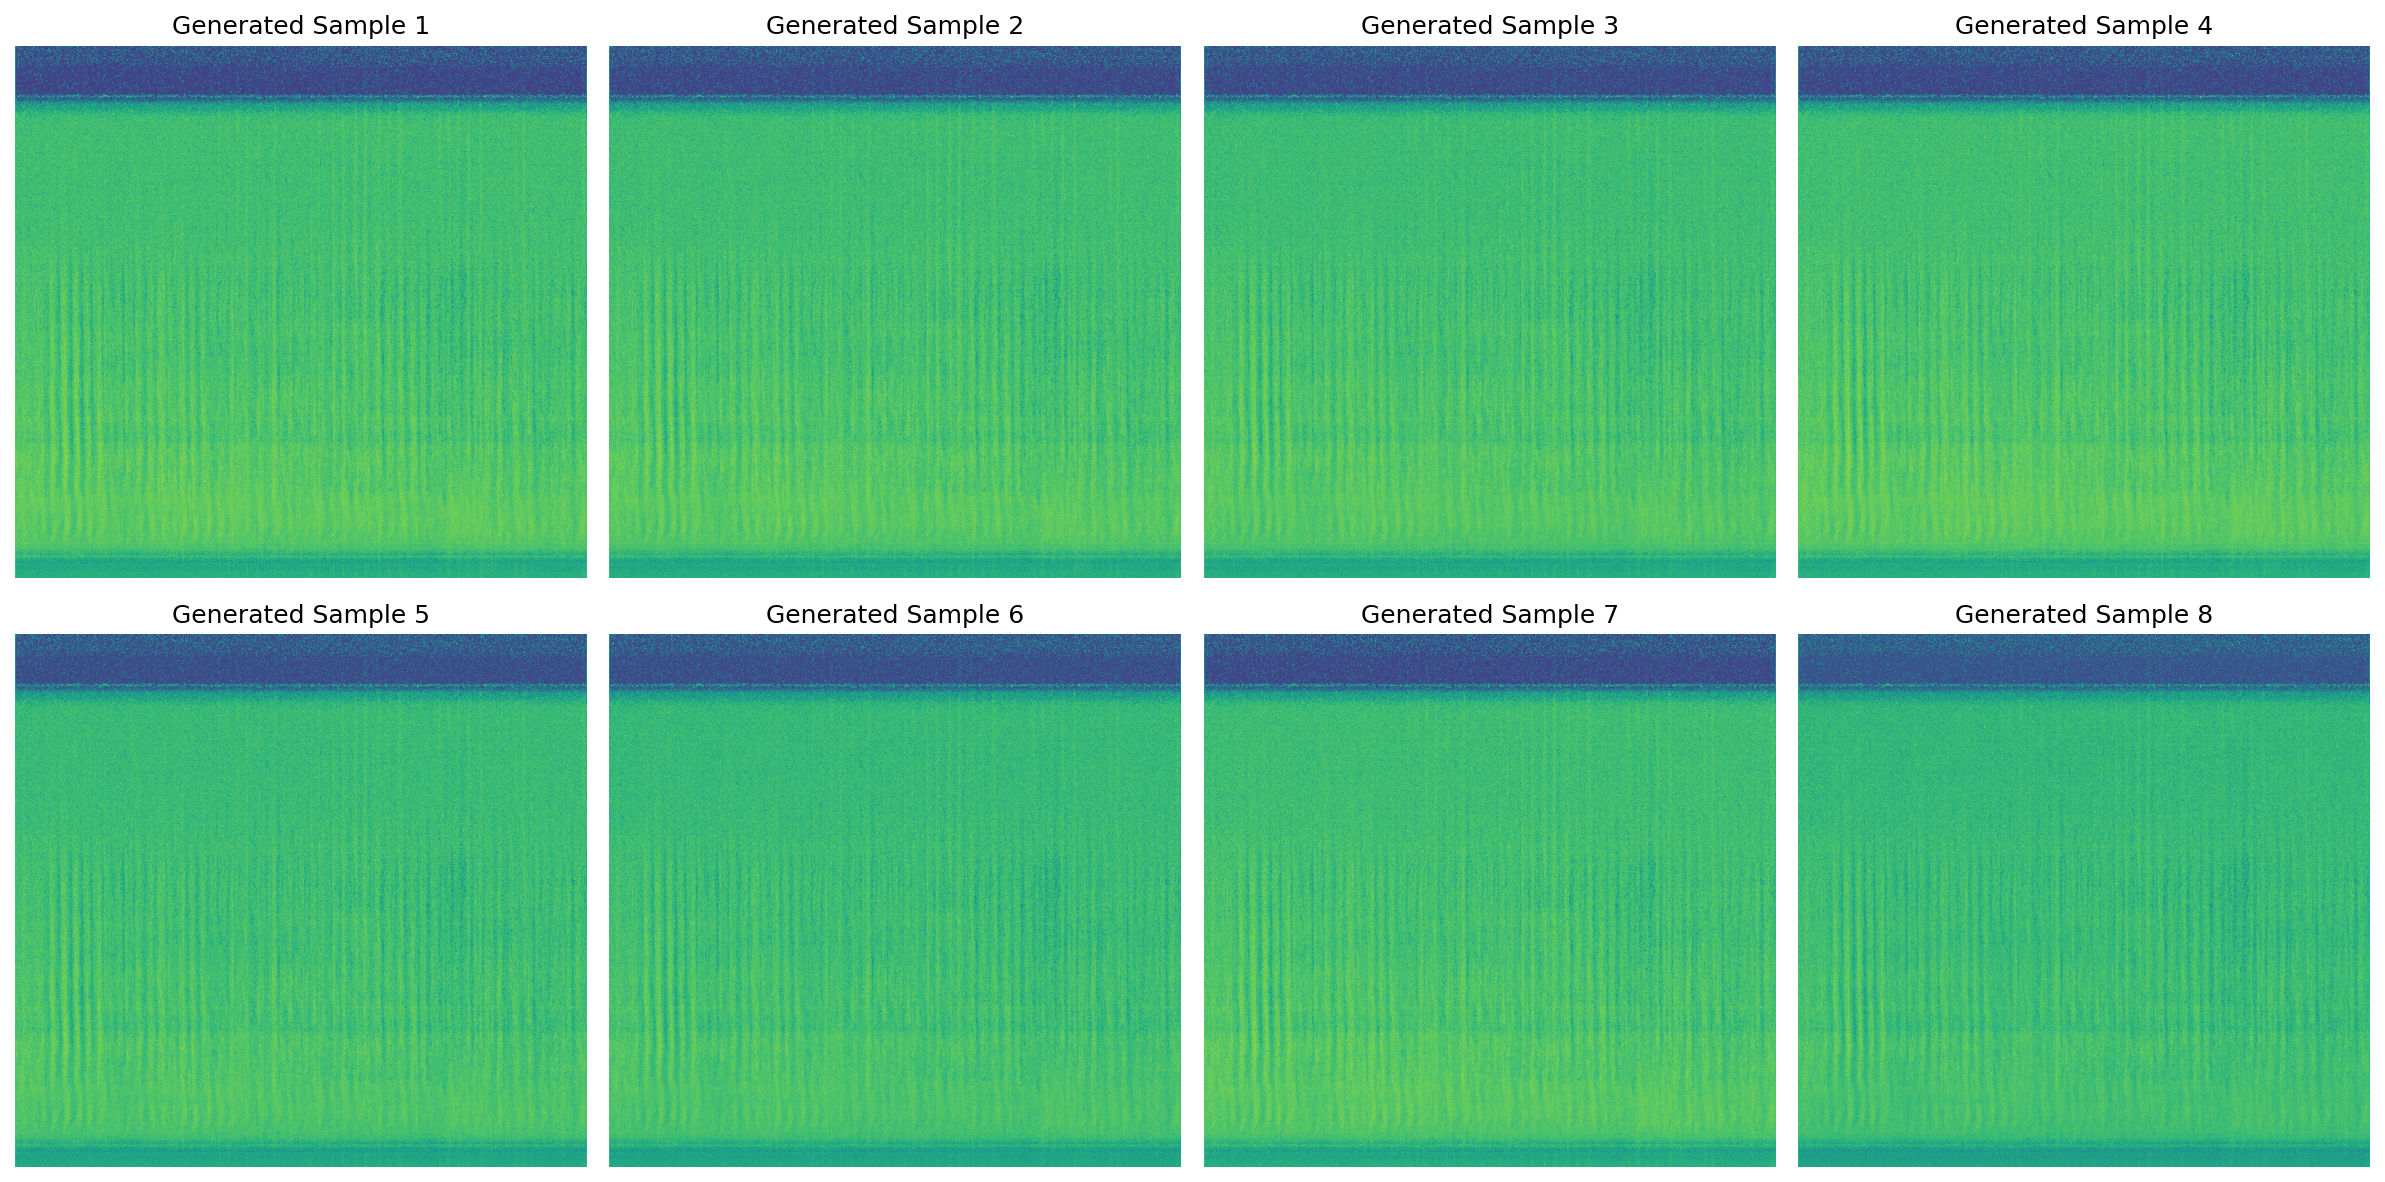 Generated Sample 1
Generated Sample 2
Generated Sample 3
Generated Sample 4
Generated Sample 5
Generated Sample 6
Generated Sample 7
Generated Sample 8